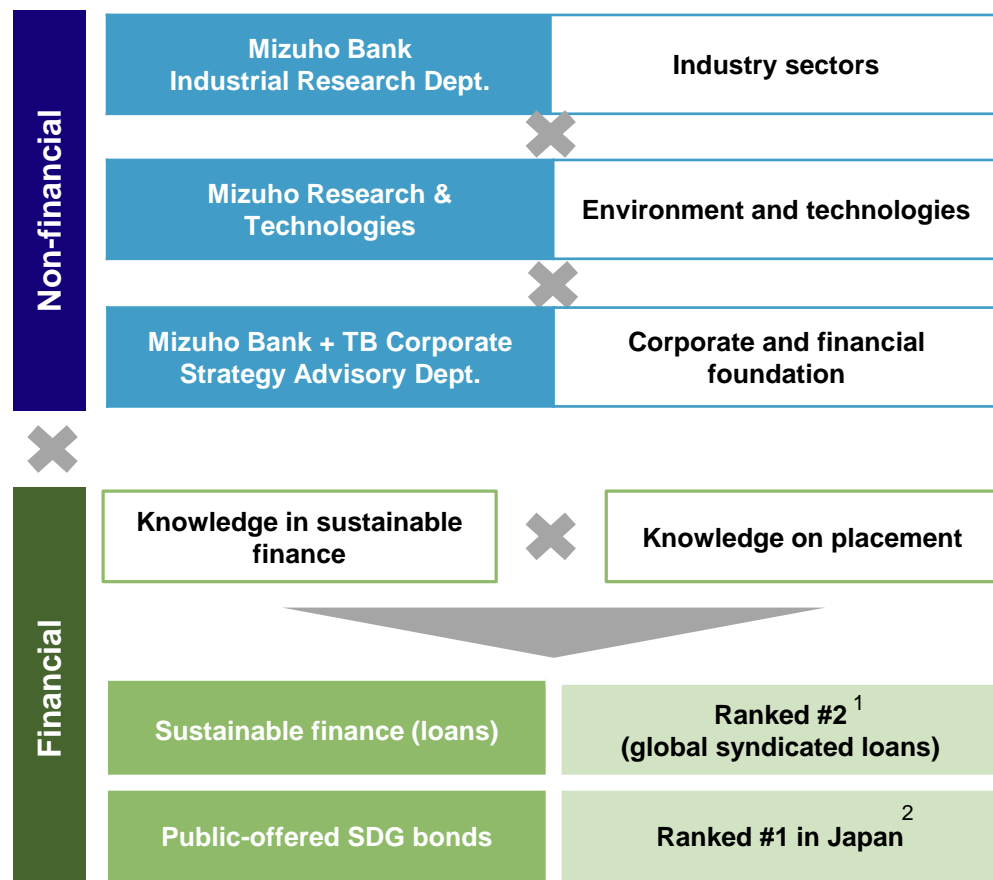 Non-financial
Mizuho Bank
Industrial Research Dept.
Industry sectors
Mizuho Research &
Technologies
Environment and technologies
Mizuho Bank + TB Corporate
Strategy Advisory Dept.
Corporate and financial
foundation
Financial
Knowledge in sustainable
finance
Knowledge on placement
Sustainable finance (loans)
Ranked #2 1
(global syndicated loans)
Public-offered SDG bonds
Ranked #1 in Japan 2